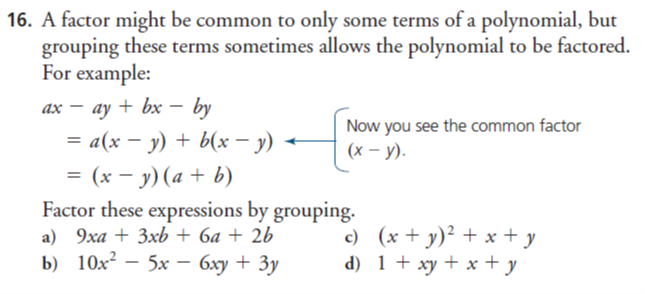 16. A factor might be common to only some terms of a polynomial, but
grouping these terms sometimes allows the polynomial to be factored.
For example:
ax − ay + bx − by
= a(x − y) + b(x − y)
Now you see the common factor
(x − y).
= (x − y)(a + b)
Factor these expressions by grouping.
a) 9xa + 3xb + 6a + 2b
b) 10x² − 5x − 6xy + 3y
c) (x + y)² + x + y
d) 1 + xy + x + y